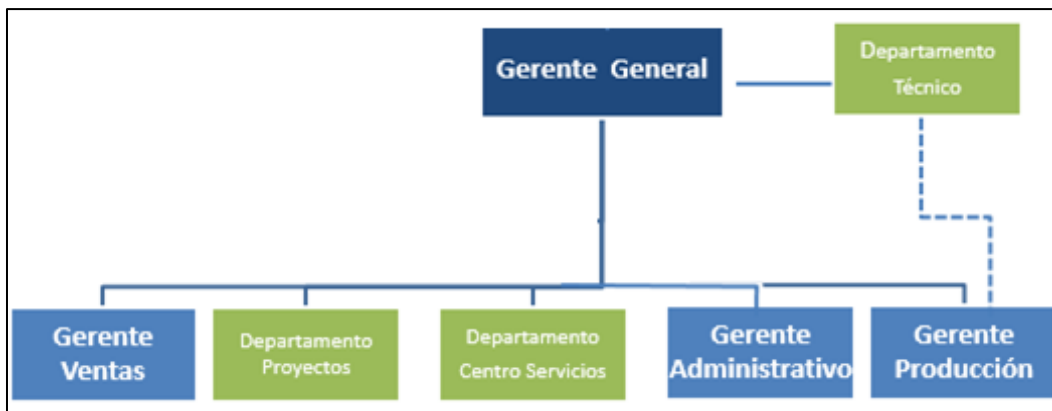 Gerente General
Departamento
Técnico
Gerente
Ventas
Departamento
Proyectos
Departamento
Centro Servicios
Gerente
Administrativo
Gerente
Producción